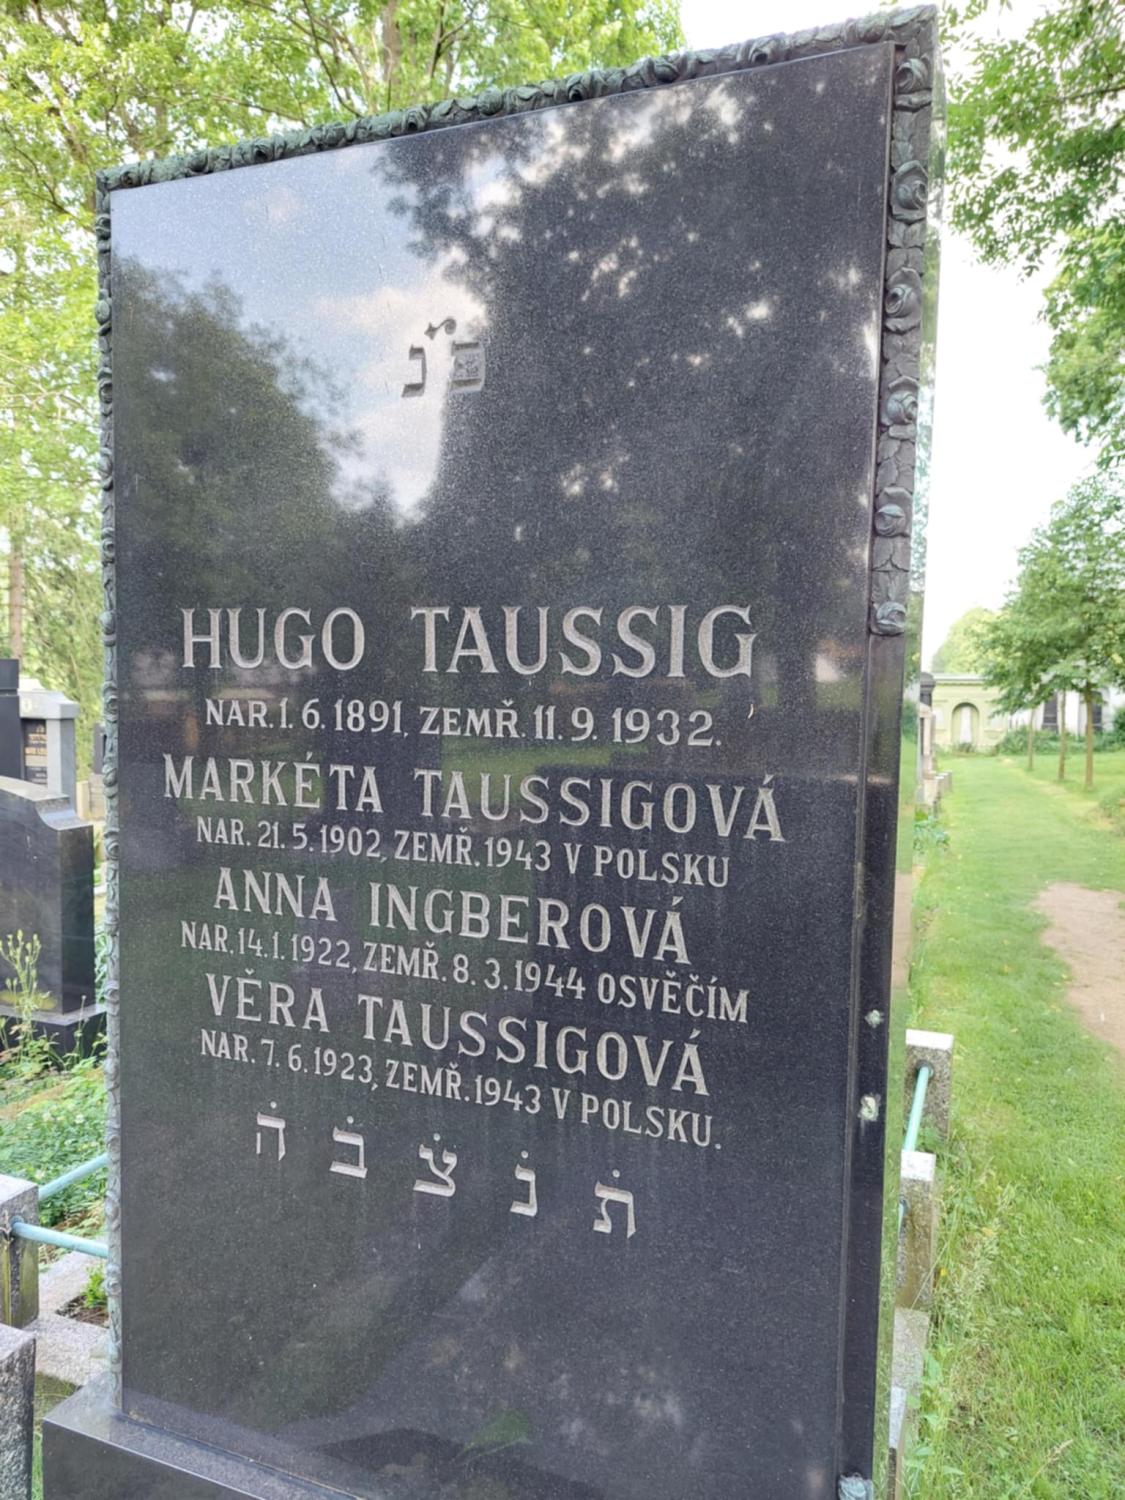 פ״נ
HUGO TAUSSIG
NAR. 1. 6. 1891, ZEMŘ. 11. 9. 1932.
MARKÉTA TAUSSIGOVÁ
NAR. 21. 5. 1902, ZEMŘ. 1943 V POLSKU
ANNA INGBEROVÁ
NAR. 14. 1. 1922, ZEMŘ. 8. 3. 1944 OSVĚČÍM
VĚRA TAUSSIGOVÁ
NAR. 7. 6. 1923, ZEMŘ. 1943 V POLSKU.
תׄ נׄ צׄ בׄ הׄ